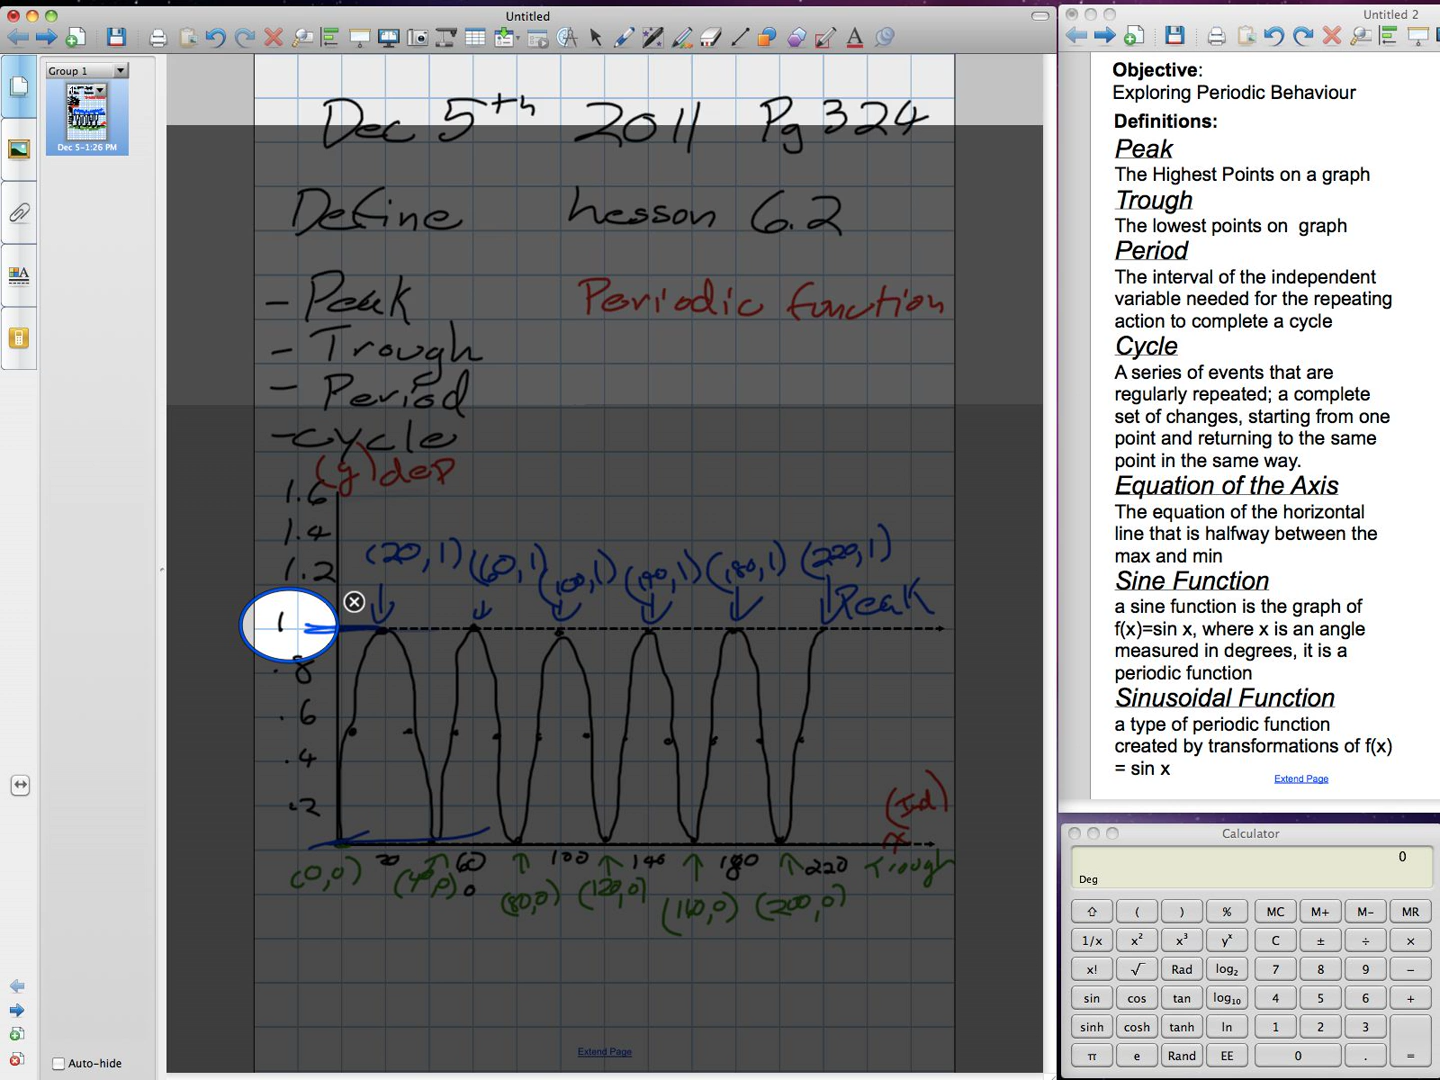 Untitled
Group 1
Dec 5-1:26 PM
Dec 5th 2011 Pg 324
Define Lesson 6.2
- Peak Periodic function
- Trough
- Period
- cycle
(y) dep
1.6
1.4
1.2
(20,1) (60,1) (100,1) (140,1) (180,1) (220,1)
Peak
1
.8
.6
.4
.2
(Ind)
x
20 60 100 140 180 220 Trough
(0,0) (40,0) 0 (80,0) (120,0) (160,0) (200,0)
Extend Page
Auto-hide
Untitled 2
Objective:
Exploring Periodic Behaviour
Definitions:
Peak
The Highest Points on a graph
Trough
The lowest points on graph
Period
The interval of the independent
variable needed for the repeating
action to complete a cycle
Cycle
A series of events that are
regularly repeated; a complete
set of changes, starting from one
point and returning to the same
point in the same way.
Equation of the Axis
The equation of the horizontal
line that is halfway between the
max and min
Sine Function
a sine function is the graph of
f(x)=sin x, where x is an angle
measured in degrees, it is a
periodic function
Sinusoidal Function
a type of periodic function
created by transformations of f(x)
= sin x
Extend Page
Calculator
0
Deg
( ) % MC M+ M- MR
1/x x² x³ yˣ C ± ÷ ×
x! √ Rad log₂ 7 8 9 −
sin cos tan log₁₀ 4 5 6 +
sinh cosh tanh ln 1 2 3
π e Rand EE 0 . =